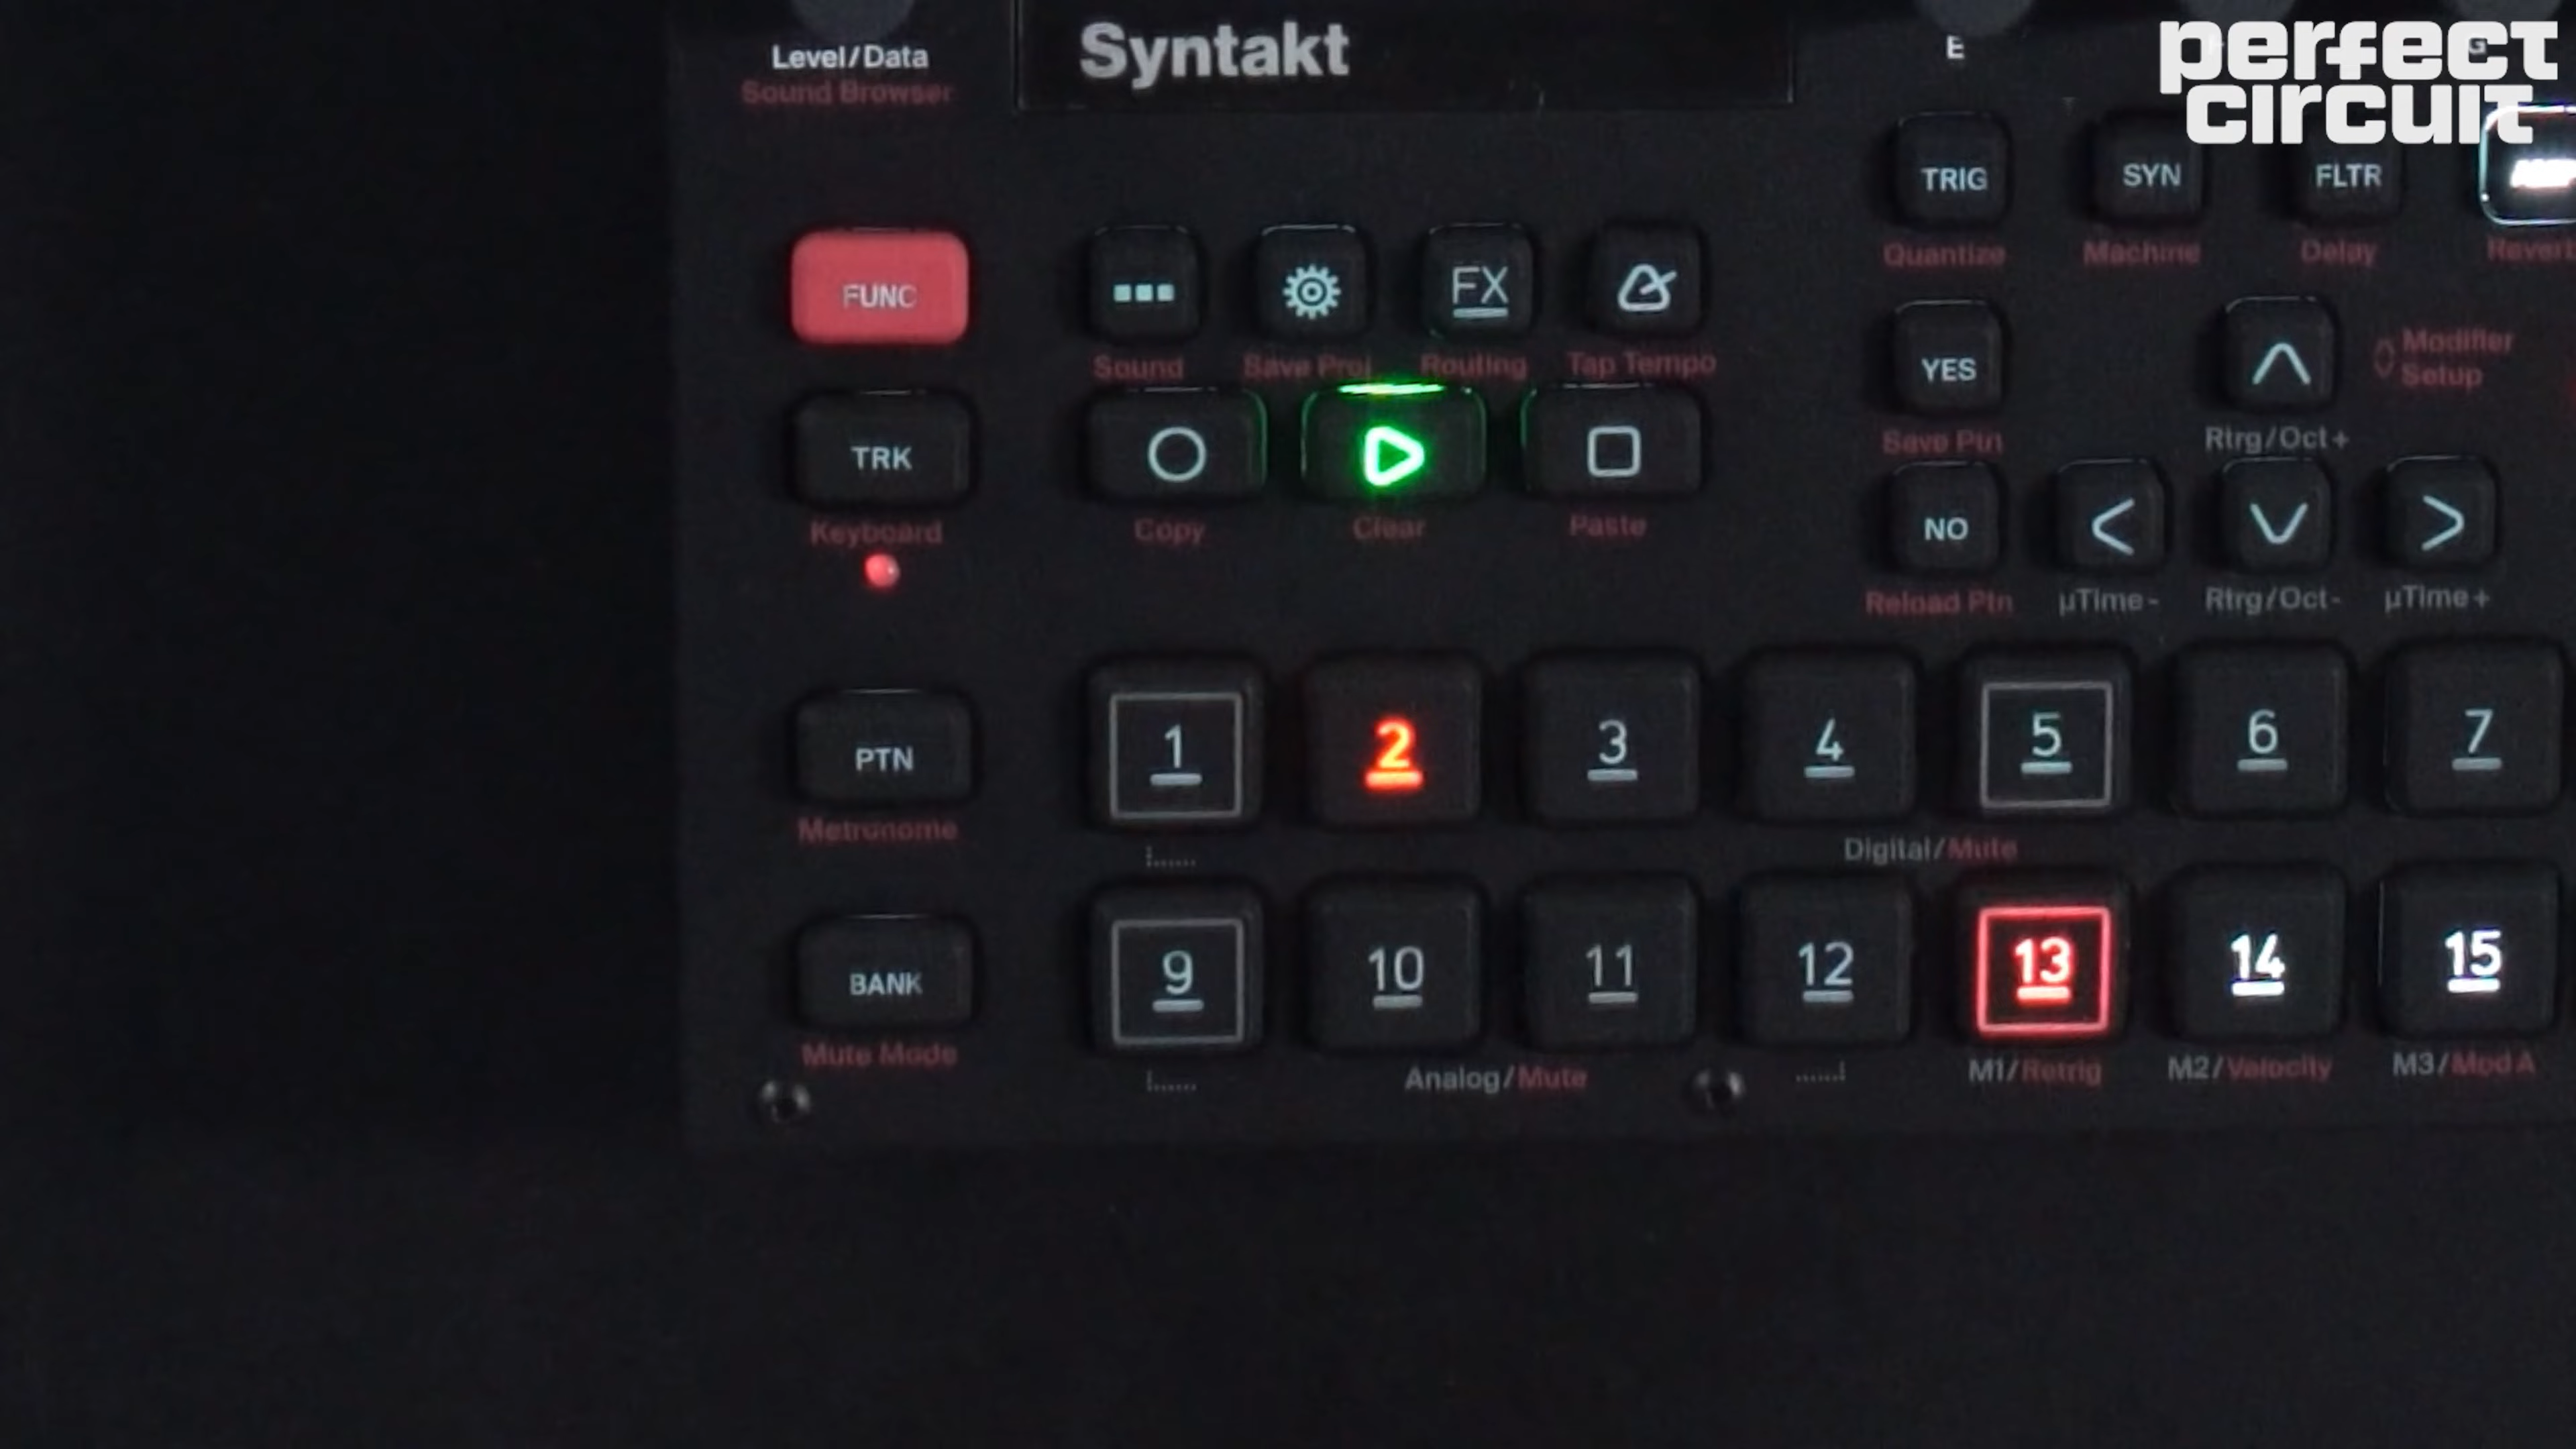 perfect
circuit
Level/Data
Sound Browser
Syntakt
E
G
TRIG
SYN
FLTR
Quantize
Machine
Delay
FUNC
FX
Sound
Save Proj
Routing
Tap Tempo
YES
Modifier
Setup
TRK
Save Ptn
Rtrg/Oct+
Keyboard
Copy
Clear
Paste
NO
Reload Ptn
μTime-
Rtrg/Oct-
μTime+
PTN
1
2
3
4
5
6
7
Metronome
Digital/Mute
BANK
9
10
11
12
13
14
15
Mute Mode
Analog/Mute
M1/Retrig
M2/Velocity
M3/Mod A